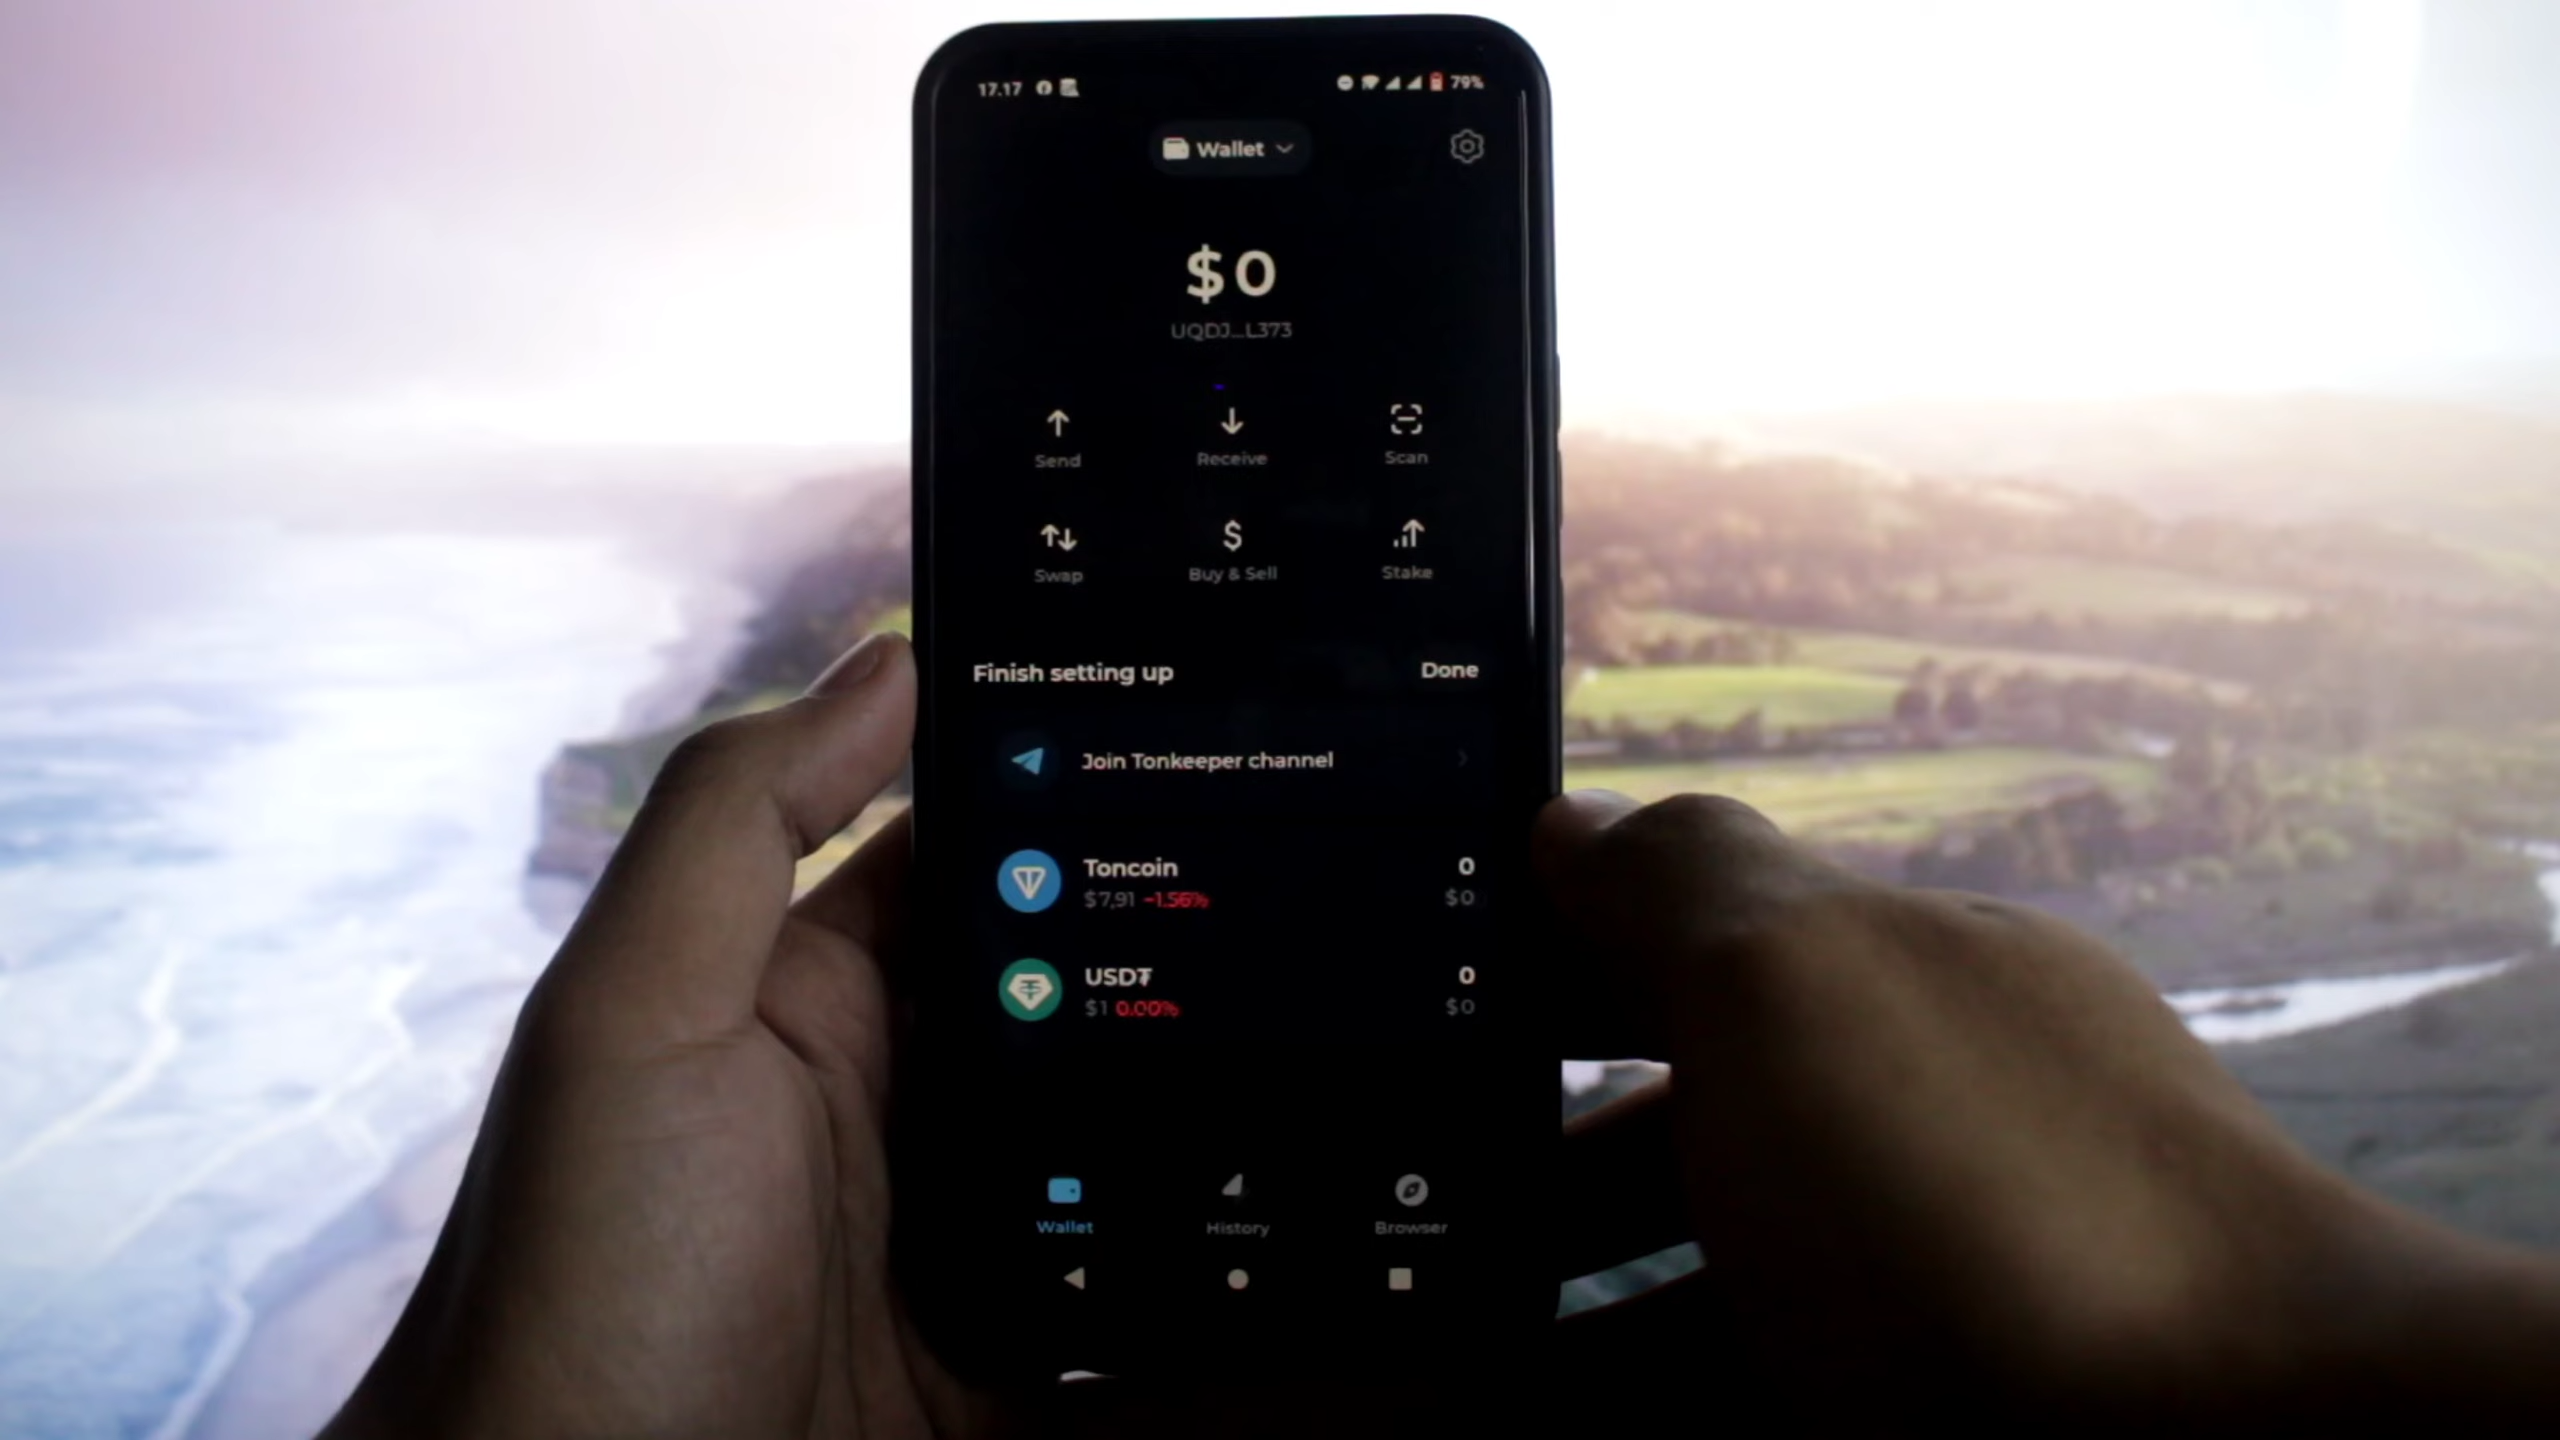 17.17 79%
Wallet
$0
UQDJ...L373
Send Receive Scan
Swap Buy & Sell Stake
Finish setting up Done
Join Tonkeeper channel
Toncoin 0
$7,91 −1.56% $0
USD₮ 0
$1 0.00% $0
Wallet History Browser